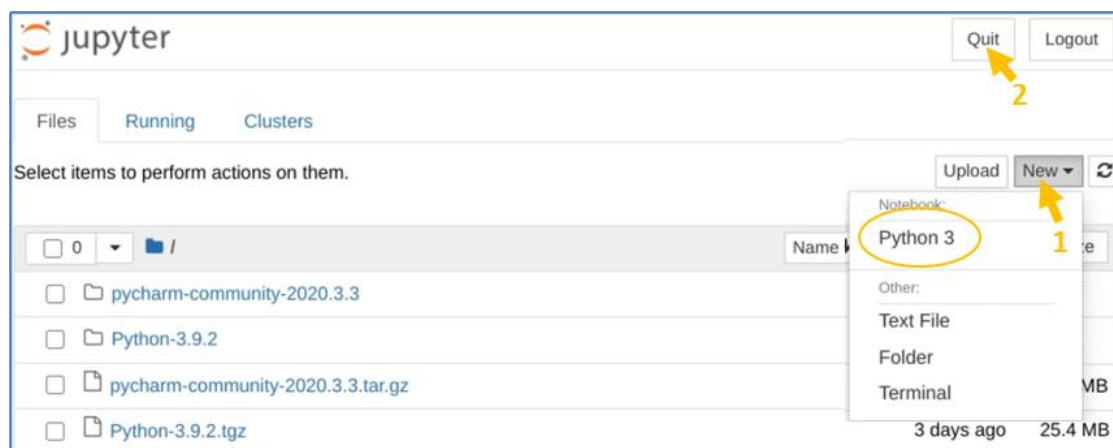 jupyter
Quit
Logout
2
Files
Running
Clusters
Select items to perform actions on them.
Upload
New
1
Notebook:
Python 3
Other:
Text File
Folder
Terminal
0
/
Name
ze
pycharm-community-2020.3.3
Python-3.9.2
pycharm-community-2020.3.3.tar.gz
MB
Python-3.9.2.tgz
3 days ago
25.4 MB